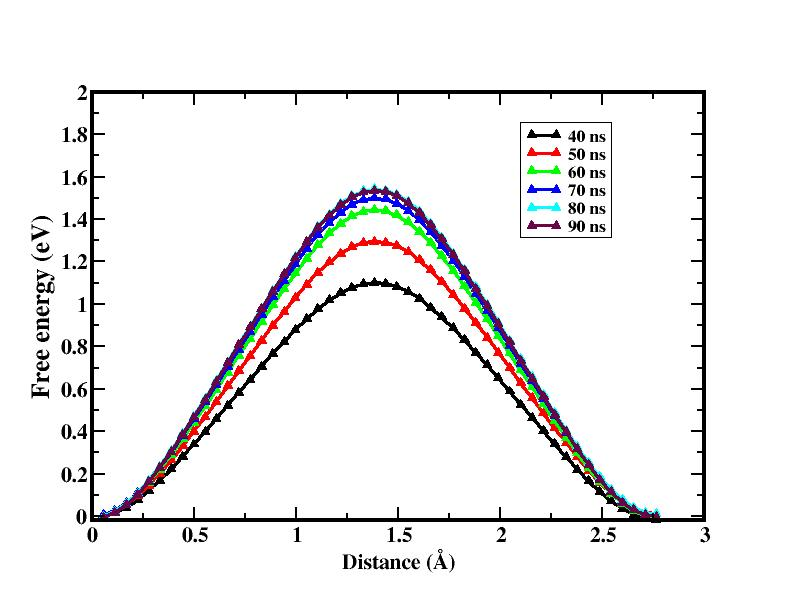 2
1.8
1.6
1.4
1.2
1
0.8
0.6
0.4
0.2
0
Free energy (eV)
40 ns
50 ns
60 ns
70 ns
80 ns
90 ns
0 0.5 1 1.5 2 2.5 3
Distance (Å)